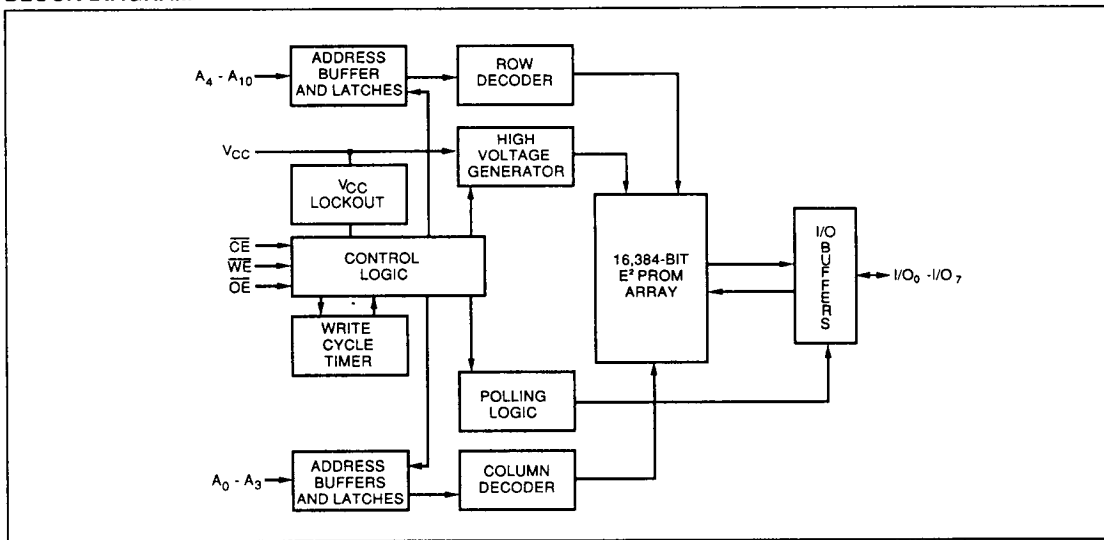 A4 - A10
ADDRESS
BUFFER
AND LATCHES
ROW
DECODER
VCC
HIGH
VOLTAGE
GENERATOR
VCC
LOCKOUT
CE
WE
OE
CONTROL
LOGIC
16,384-BIT
E² PROM
ARRAY
I/O
BUFFERS
I/O0 - I/O7
WRITE
CYCLE
TIMER
POLLING
LOGIC
A0 - A3
ADDRESS
BUFFERS
AND LATCHES
COLUMN
DECODER